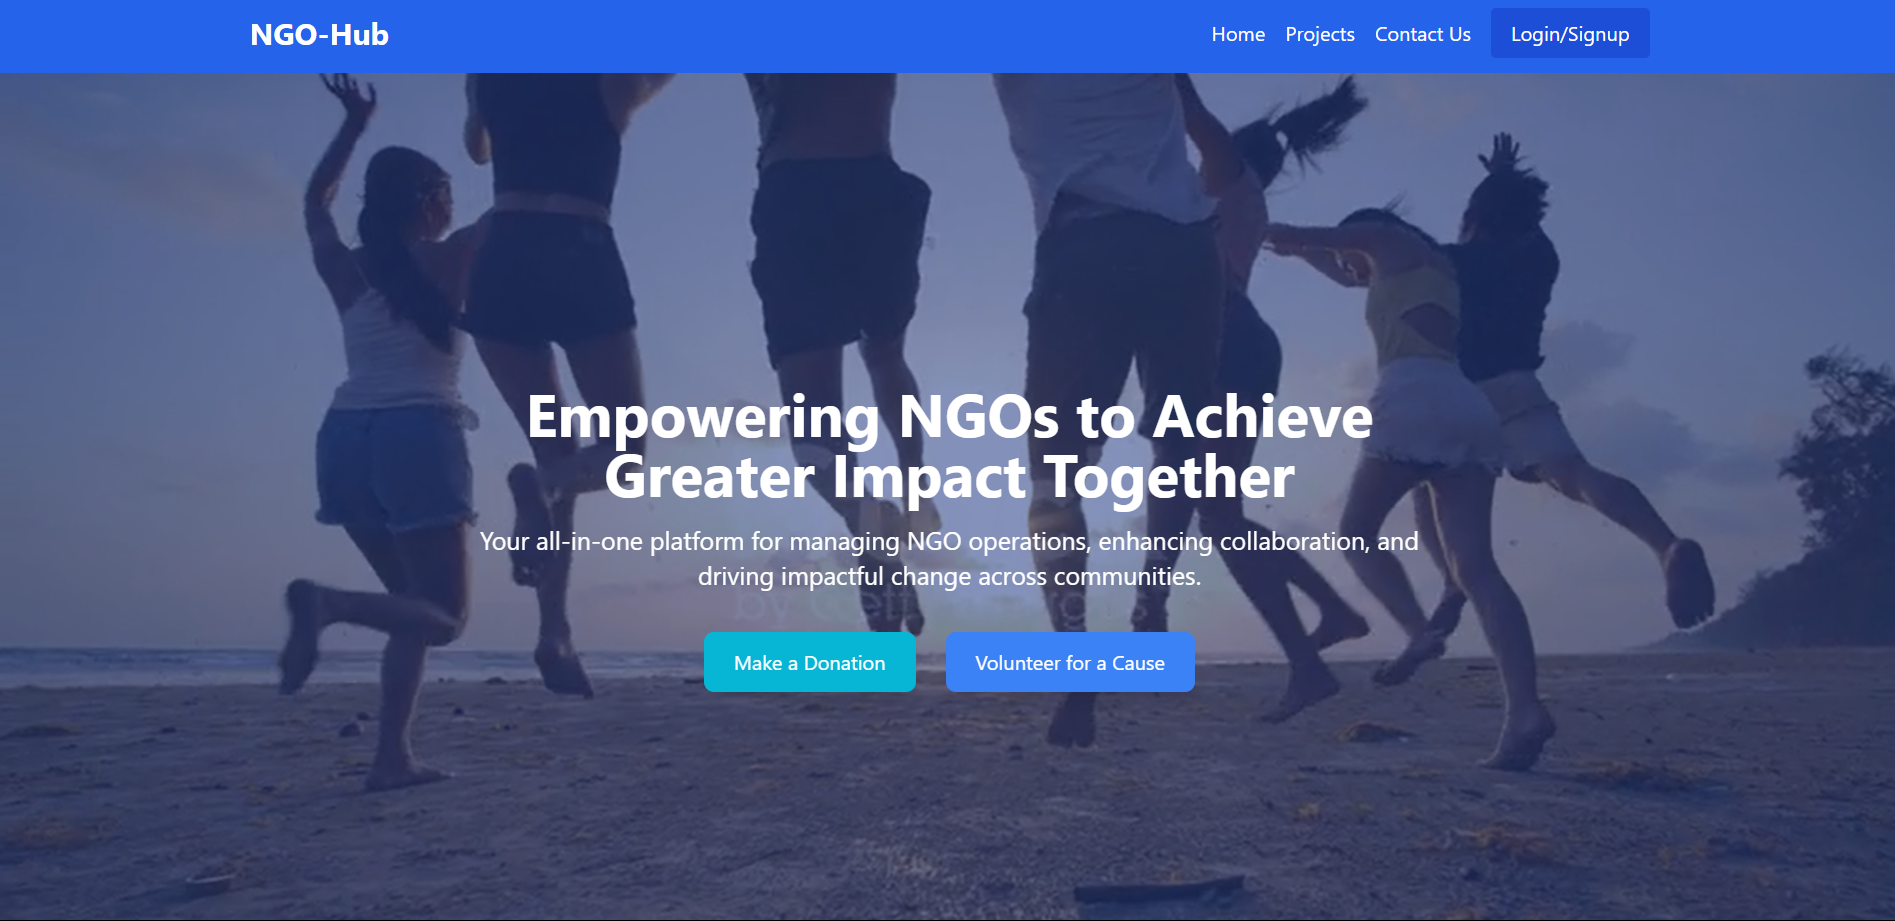 NGO-Hub
Home Projects Contact Us Login/Signup
Empowering NGOs to Achieve
Greater Impact Together
Your all-in-one platform for managing NGO operations, enhancing collaboration, and
driving impactful change across communities.
Make a Donation Volunteer for a Cause